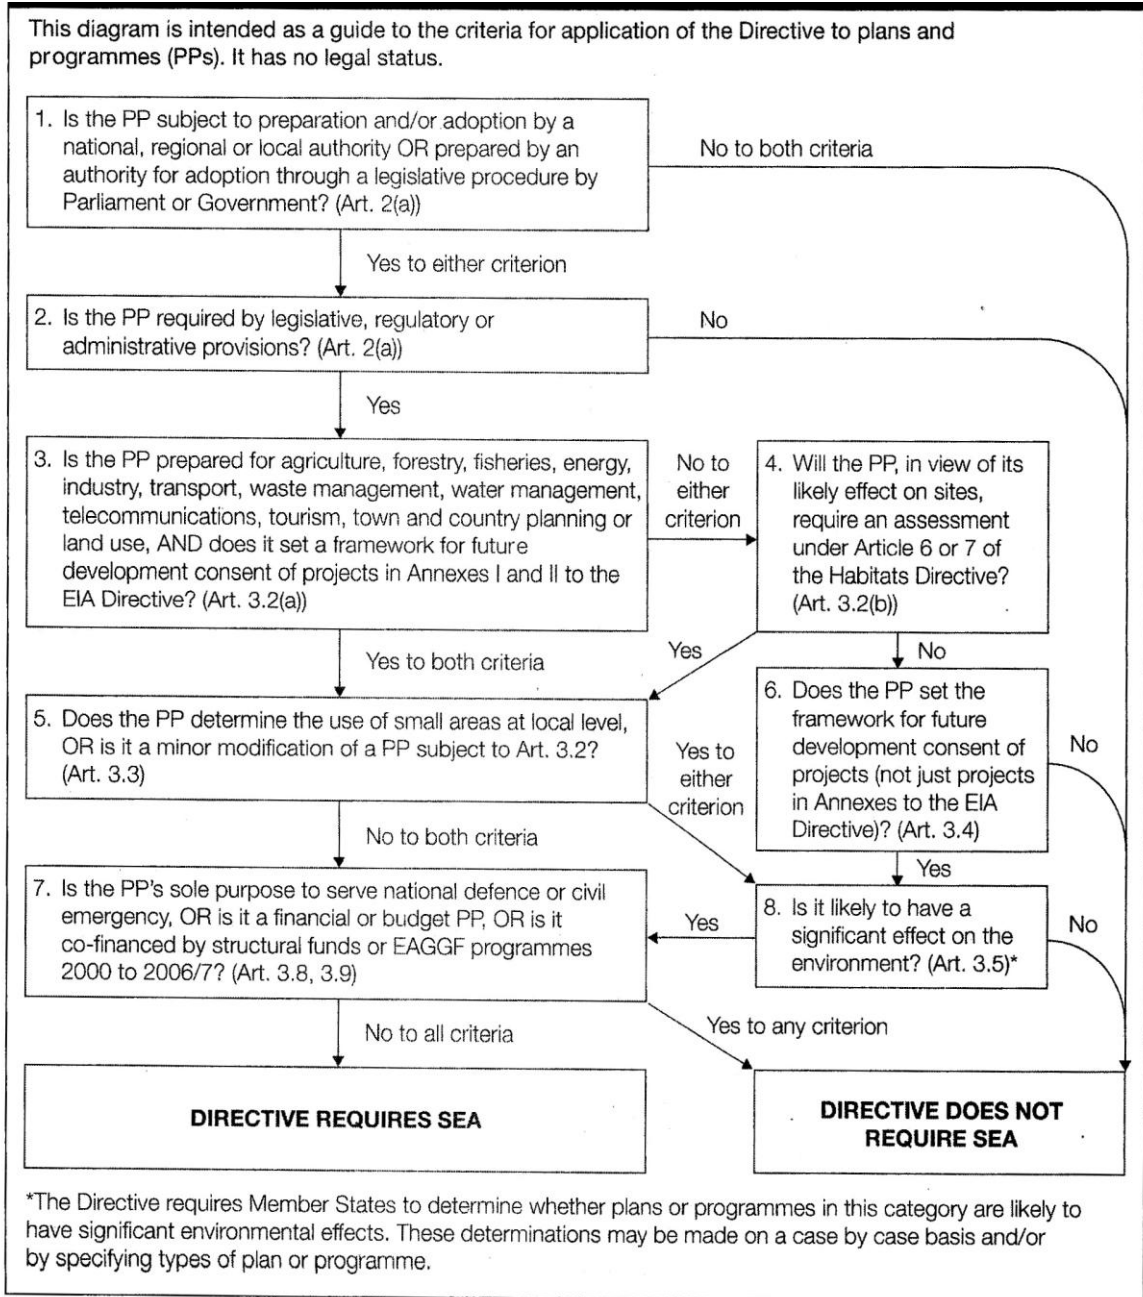 This diagram is intended as a guide to the criteria for application of the Directive to plans and
programmes (PPs). It has no legal status.
1. Is the PP subject to preparation and/or adoption by a
national, regional or local authority OR prepared by an
authority for adoption through a legislative procedure by
Parliament or Government? (Art. 2(a))
No to both criteria
Yes to either criterion
2. Is the PP required by legislative, regulatory or
administrative provisions? (Art. 2(a))
No
Yes
3. Is the PP prepared for agriculture, forestry, fisheries, energy,
industry, transport, waste management, water management,
telecommunications, tourism, town and country planning or
land use, AND does it set a framework for future
development consent of projects in Annexes I and II to the
EIA Directive? (Art. 3.2(a))
No to
either
criterion
4. Will the PP, in view of its
likely effect on sites,
require an assessment
under Article 6 or 7 of
the Habitats Directive?
(Art. 3.2(b))
Yes to both criteria
Yes
No
5. Does the PP determine the use of small areas at local level,
OR is it a minor modification of a PP subject to Art. 3.2?
(Art. 3.3)
Yes to
either
criterion
6. Does the PP set the
framework for future
development consent of
projects (not just projects
in Annexes to the EIA
Directive)? (Art. 3.4)
No
No to both criteria
Yes
7. Is the PP's sole purpose to serve national defence or civil
emergency, OR is it a financial or budget PP, OR is it
co-financed by structural funds or EAGGF programmes
2000 to 2006/7? (Art. 3.8, 3.9)
Yes
8. Is it likely to have a
significant effect on the
environment? (Art. 3.5)*
No
No to all criteria
Yes to any criterion
DIRECTIVE REQUIRES SEA
DIRECTIVE DOES NOT
REQUIRE SEA
*The Directive requires Member States to determine whether plans or programmes in this category are likely to
have significant environmental effects. These determinations may be made on a case by case basis and/or
by specifying types of plan or programme.